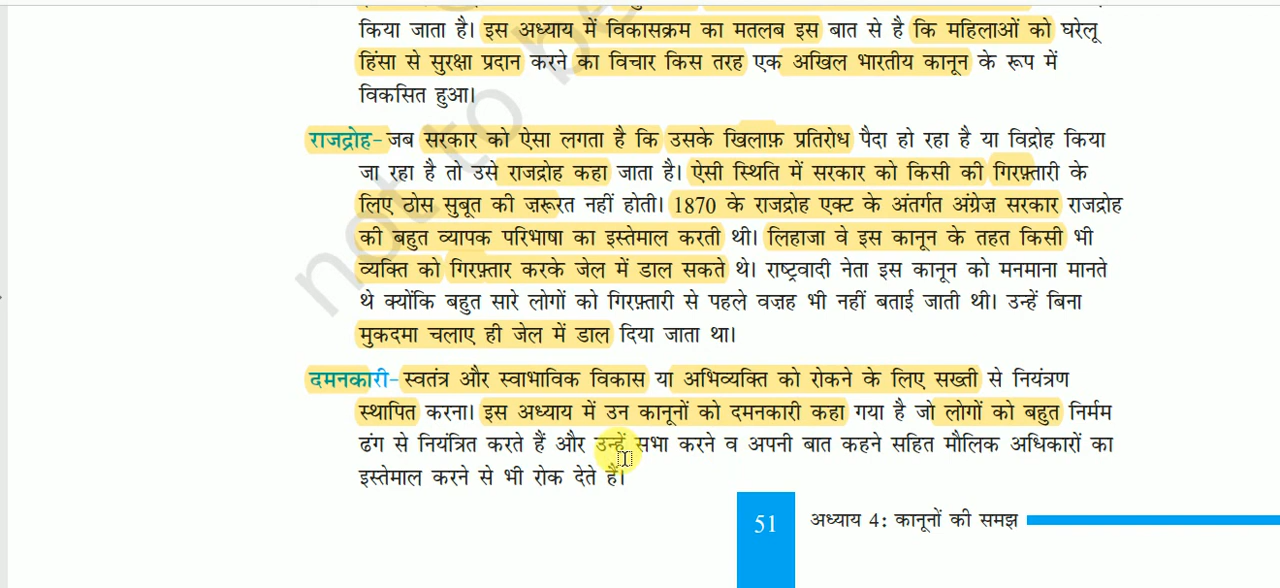 किया जाता है। इस अध्याय में विकासक्रम का मतलब इस बात से है कि महिलाओं को घरेलू
हिंसा से सुरक्षा प्रदान करने का विचार किस तरह एक अखिल भारतीय कानून के रूप में
विकसित हुआ।
राजद्रोह- जब सरकार को ऐसा लगता है कि उसके खिलाफ़ प्रतिरोध पैदा हो रहा है या विद्रोह किया
जा रहा है तो उसे राजद्रोह कहा जाता है। ऐसी स्थिति में सरकार को किसी की गिरफ़्तारी के
लिए ठोस सुबूत की ज़रूरत नहीं होती। 1870 के राजद्रोह एक्ट के अंतर्गत अंग्रेज़ सरकार राजद्रोह
की बहुत व्यापक परिभाषा का इस्तेमाल करती थी। लिहाजा वे इस कानून के तहत किसी भी
व्यक्ति को गिरफ़्तार करके जेल में डाल सकते थे। राष्ट्रवादी नेता इस कानून को मनमाना मानते
थे क्योंकि बहुत सारे लोगों को गिरफ़्तारी से पहले वज़ह भी नहीं बताई जाती थी। उन्हें बिना
मुकदमा चलाए ही जेल में डाल दिया जाता था।
दमनकारी- स्वतंत्र और स्वाभाविक विकास या अभिव्यक्ति को रोकने के लिए सख्ती से नियंत्रण
स्थापित करना। इस अध्याय में उन कानूनों को दमनकारी कहा गया है जो लोगों को बहुत निर्मम
ढंग से नियंत्रित करते हैं और उन्हें सभा करने व अपनी बात कहने सहित मौलिक अधिकारों का
इस्तेमाल करने से भी रोक देते हैं।
51 अध्याय 4: कानूनों की समझ
not to be